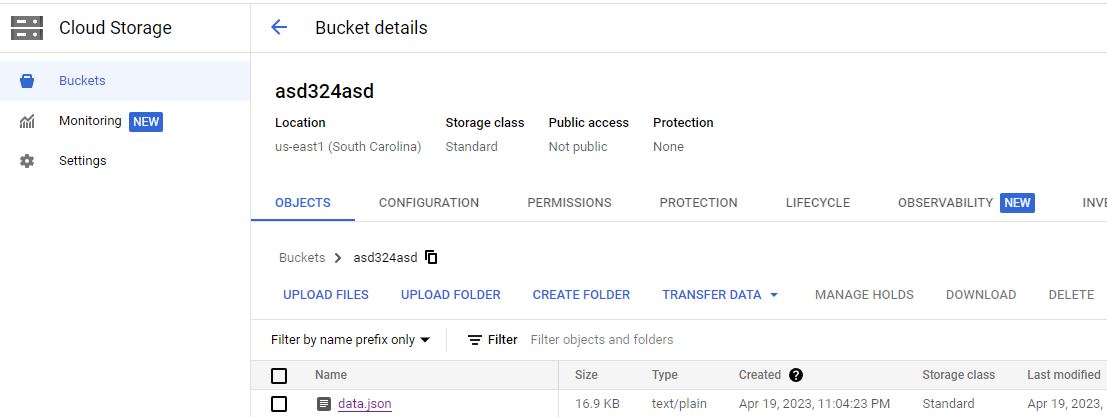 Cloud Storage
Bucket details
Buckets
Monitoring NEW
Settings
asd324asd
Location Storage class Public access Protection
us-east1 (South Carolina) Standard Not public None
OBJECTS CONFIGURATION PERMISSIONS PROTECTION LIFECYCLE OBSERVABILITY NEW INVE
Buckets > asd324asd
UPLOAD FILES UPLOAD FOLDER CREATE FOLDER TRANSFER DATA MANAGE HOLDS DOWNLOAD DELETE
Filter by name prefix only Filter Filter objects and folders
Name Size Type Created ? Storage class Last modified
data.json 16.9 KB text/plain Apr 19, 2023, 11:04:23 PM Standard Apr 19, 2023,